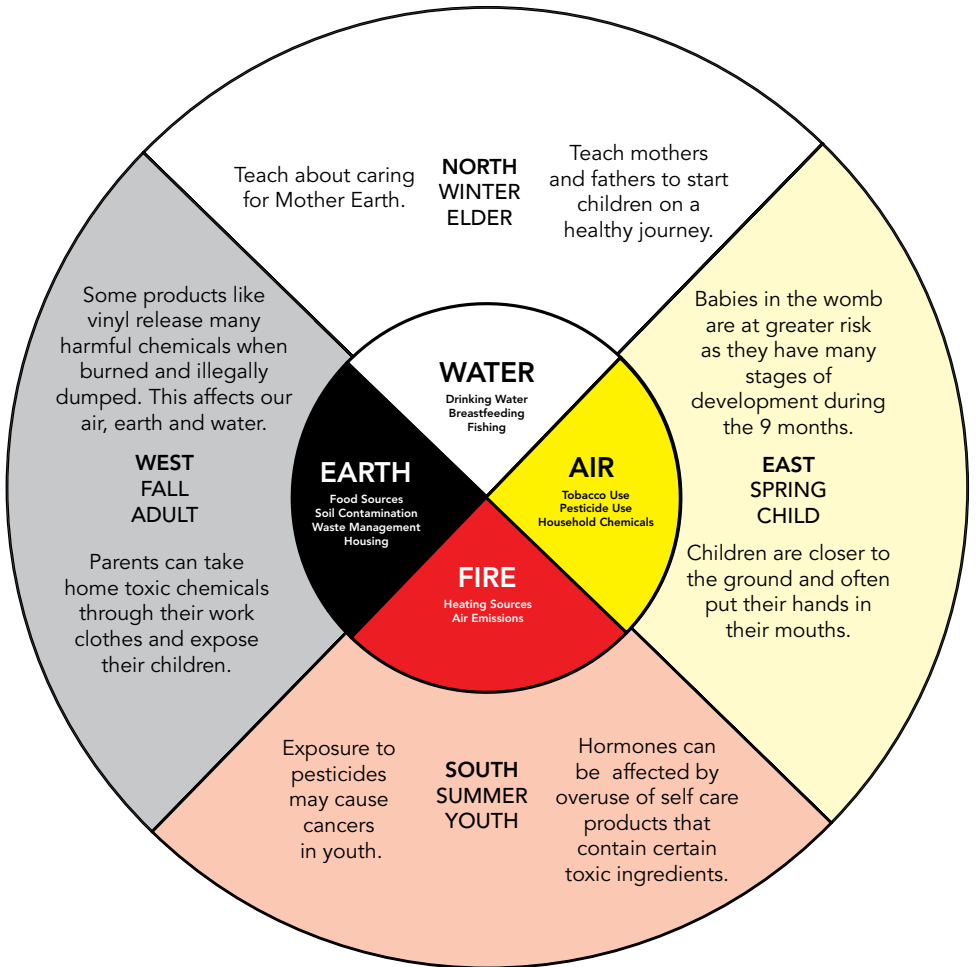 Teach about caring
for Mother Earth.
NORTH
WINTER
ELDER
Teach mothers
and fathers to start
children on a
healthy journey.
Some products like
vinyl release many
harmful chemicals when
burned and illegally
dumped. This affects our
air, earth and water.
WEST
FALL
ADULT
Parents can take
home toxic chemicals
through their work
clothes and expose
their children.
WATER
Drinking Water
Breastfeeding
Fishing
EARTH
Food Sources
Soil Contamination
Waste Management
Housing
AIR
Tobacco Use
Pesticide Use
Household Chemicals
FIRE
Heating Sources
Air Emissions
Babies in the womb
are at greater risk
as they have many
stages of
development during
the 9 months.
EAST
SPRING
CHILD
Children are closer to
the ground and often
put their hands in
their mouths.
Exposure to
pesticides
may cause
cancers
in youth.
SOUTH
SUMMER
YOUTH
Hormones can
be affected by
overuse of self care
products that
contain certain
toxic ingredients.